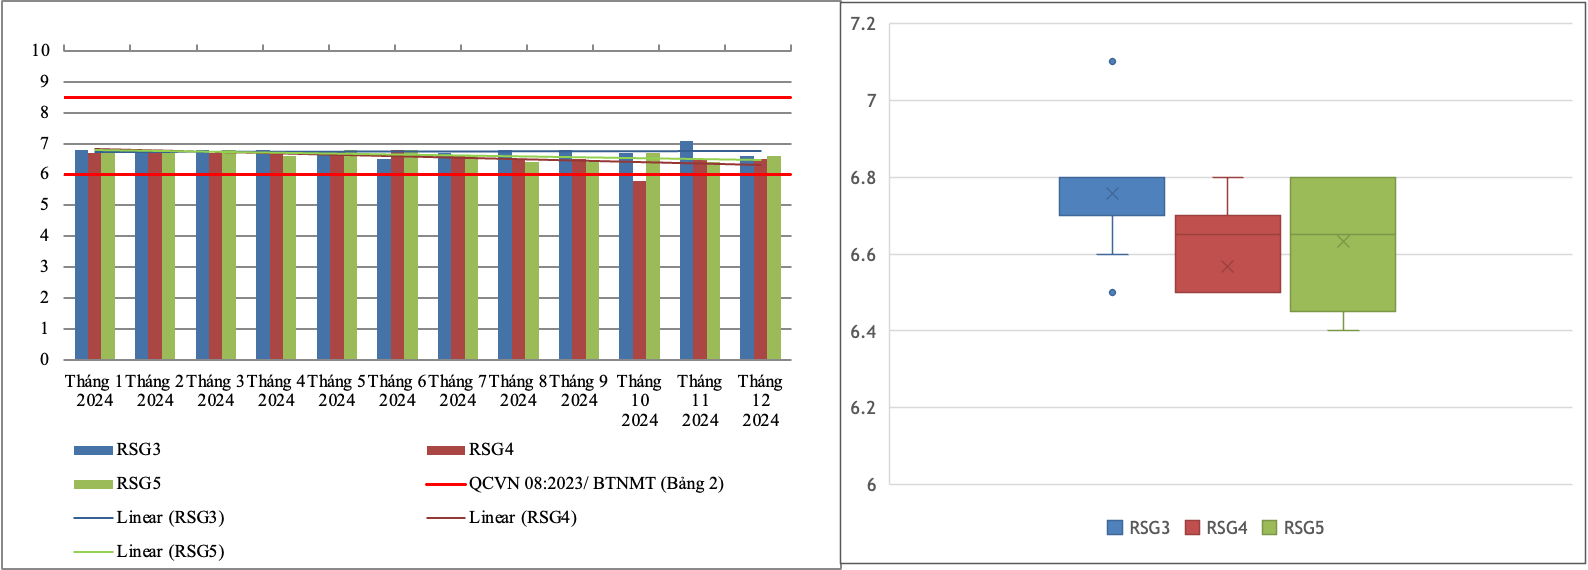 10
9
8
7
6
5
4
3
2
1
0
Tháng 1 Tháng 2 Tháng 3 Tháng 4 Tháng 5 Tháng 6 Tháng 7 Tháng 8 Tháng 9 Tháng Tháng Tháng
2024 2024 2024 2024 2024 2024 2024 2024 2024 10 11 12
2024 2024 2024
RSG3 RSG4
RSG5 QCVN 08:2023/ BTNMT (Bảng 2)
Linear (RSG3) Linear (RSG4)
Linear (RSG5)
7.2
7
6.8
6.6
6.4
6.2
6
RSG3 RSG4 RSG5